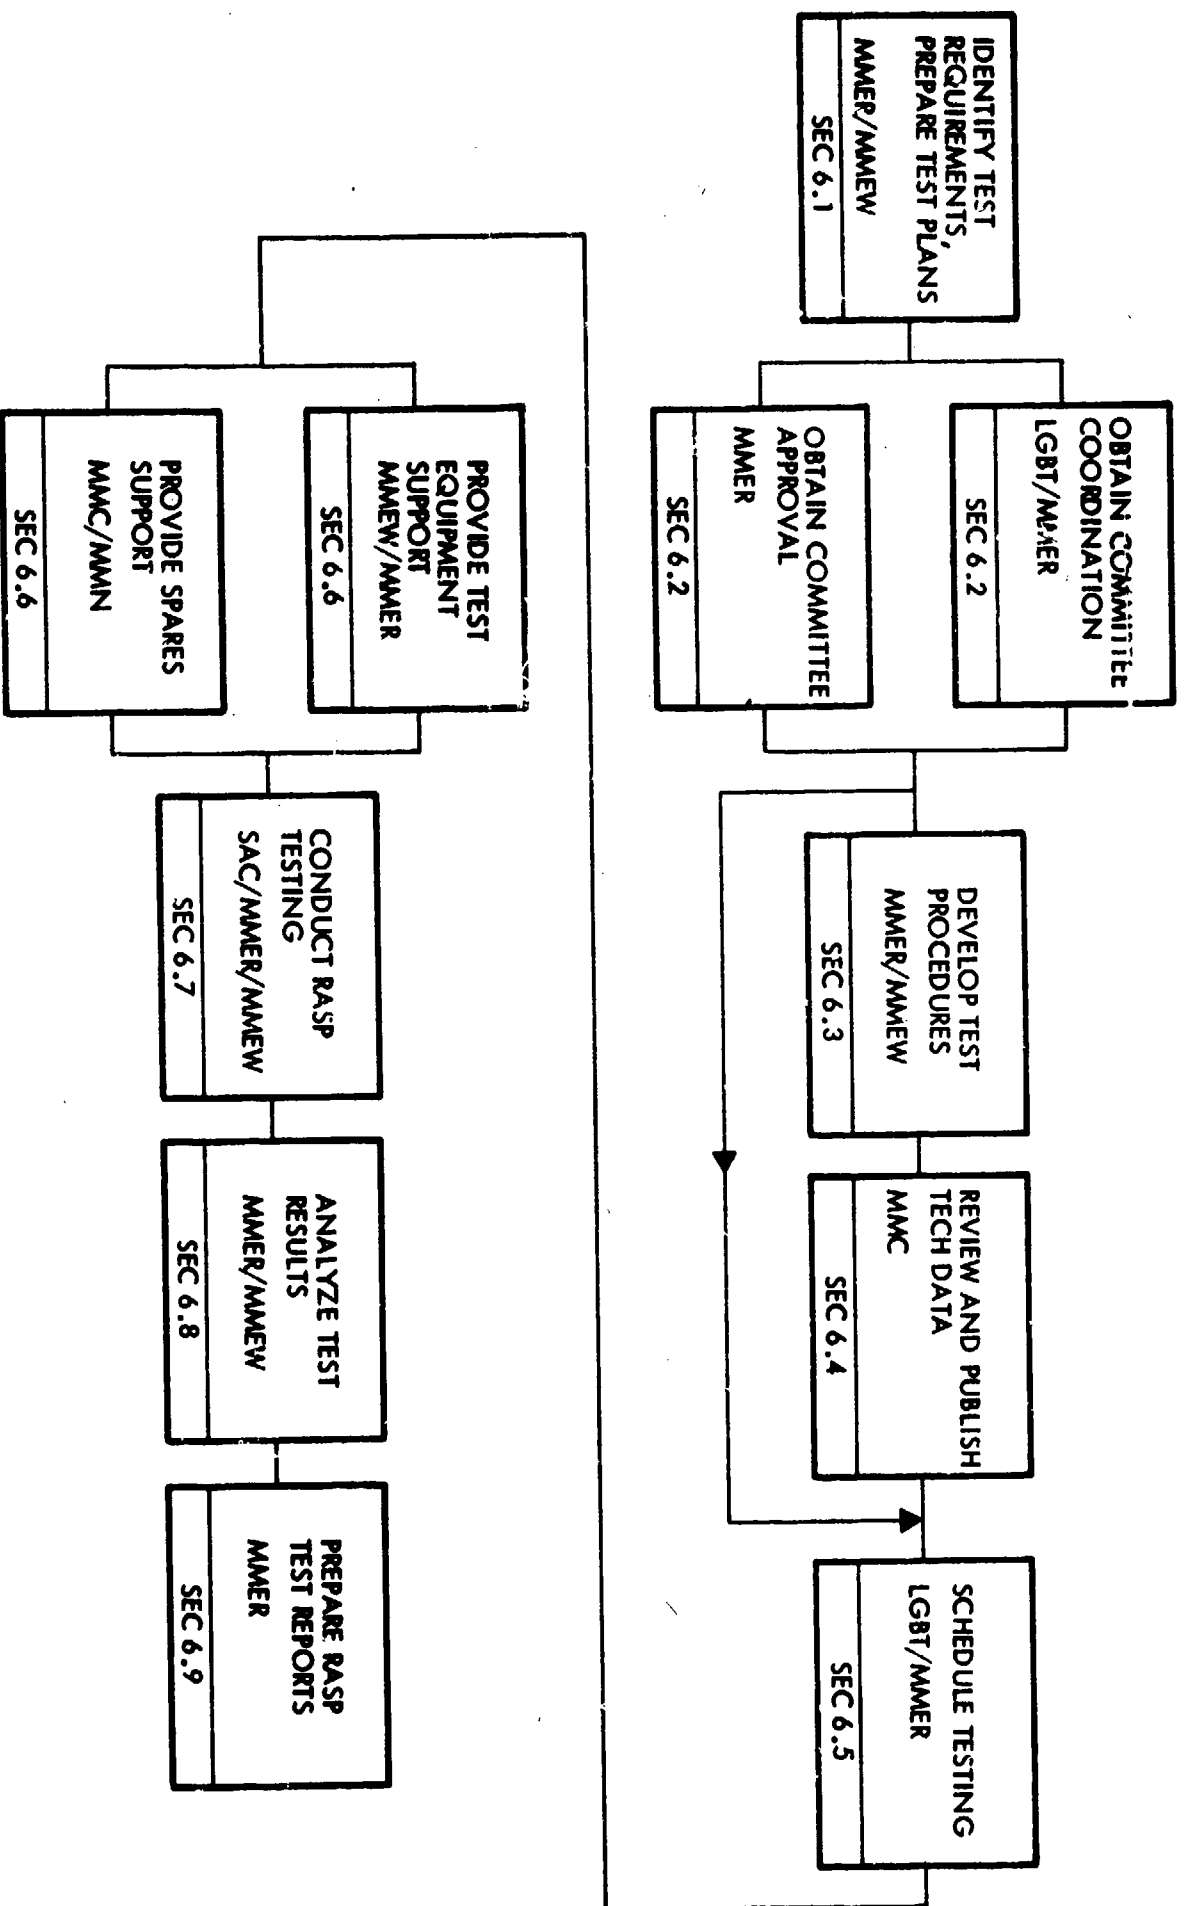 IDENTIFY TEST
REQUIREMENTS,
PREPARE TEST PLANS
MMER/MMEW
SEC 6.1
OBTAIN COMMITTEE
COORDINATION
LGBT/MMER
SEC 6.2
OBTAIN COMMITTEE
APPROVAL
MMER
SEC 6.2
DEVELOP TEST
PROCEDURES
MMER/MMEW
SEC 6.3
REVIEW AND PUBLISH
TECH DATA
MMC
SEC 6.4
SCHEDULE TESTING
LGBT/MMER
SEC 6.5
PROVIDE TEST
EQUIPMENT
SUPPORT
MMEW/MMER
SEC 6.6
PROVIDE SPARES
SUPPORT
MMC/MMN
SEC 6.6
CONDUCT RASP
TESTING
SAC/MMER/MMEW
SEC 6.7
ANALYZE TEST
RESULTS
MMER/MMEW
SEC 6.8
PREPARE RASP
TEST REPORTS
MMER
SEC 6.9